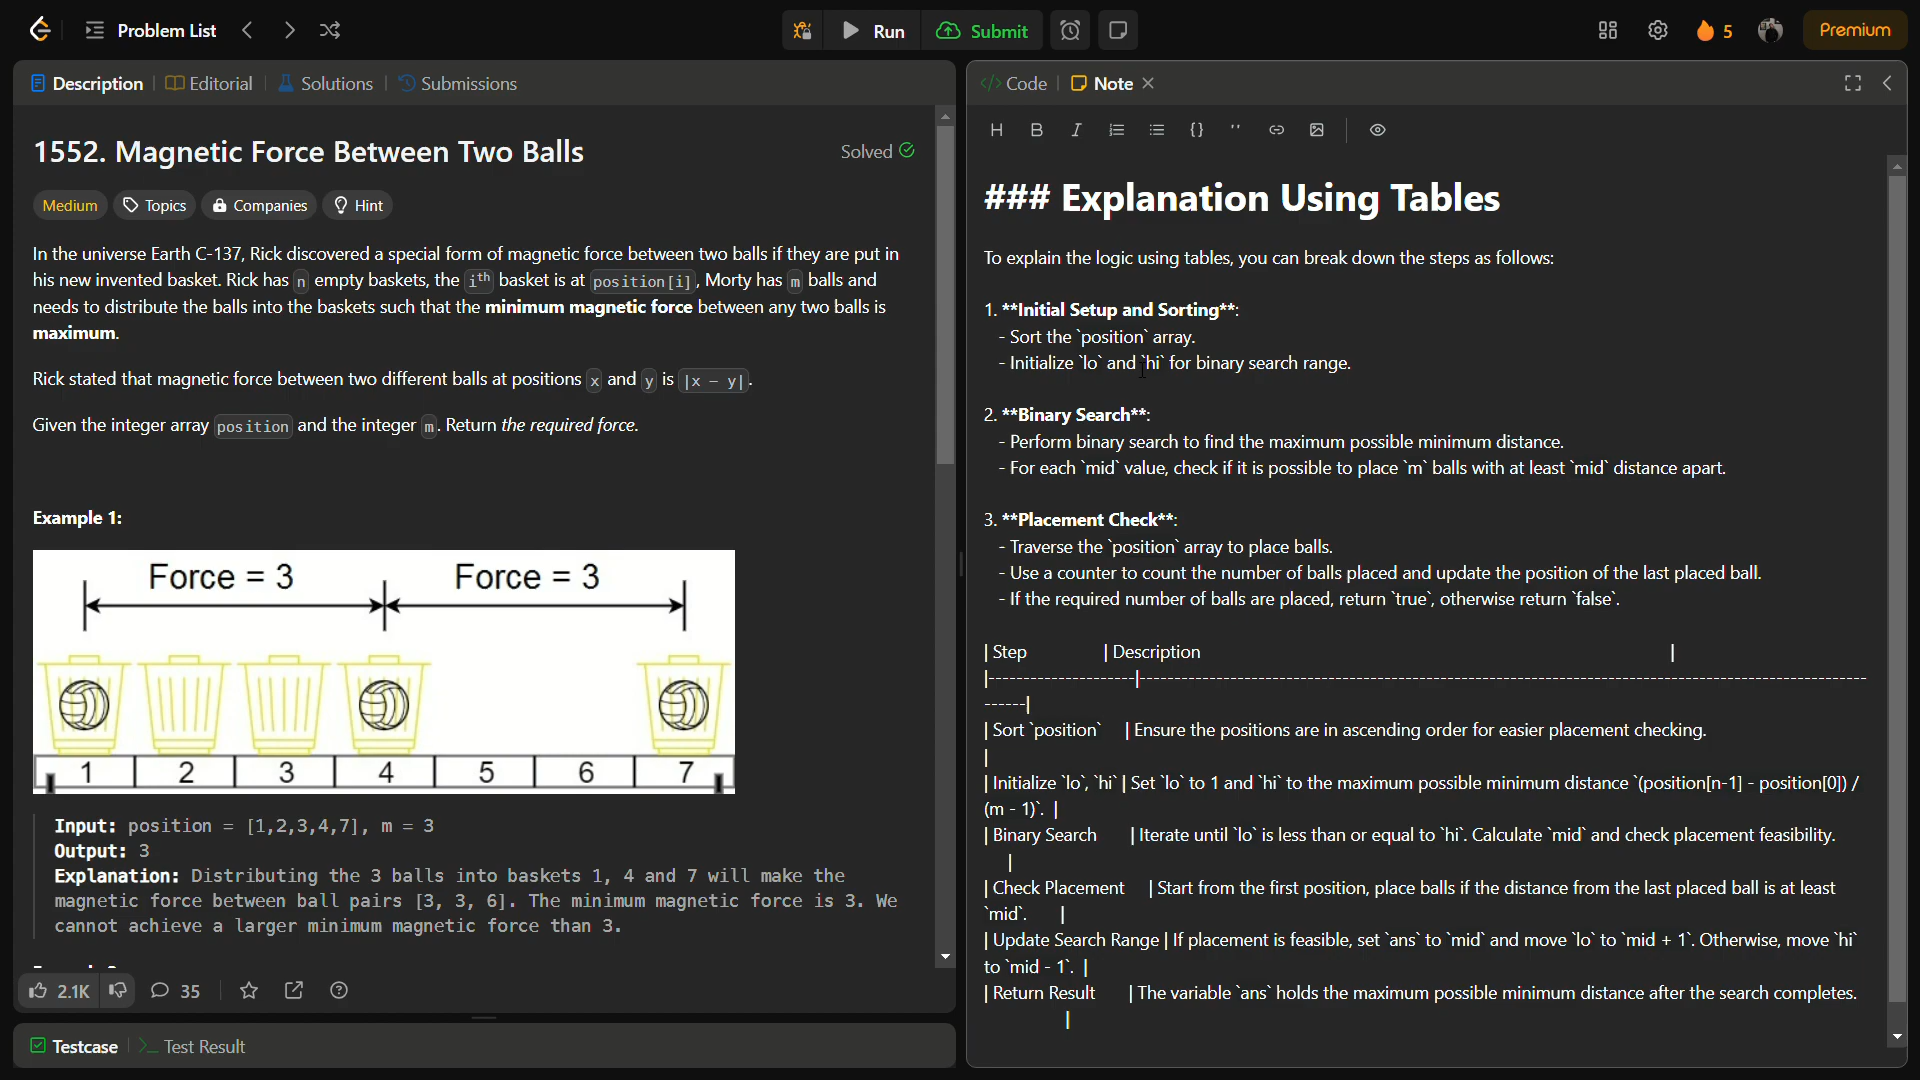 Problem List
Run
Submit
5
Premium
Description
Editorial
Solutions
Submissions
1552. Magnetic Force Between Two Balls
Solved
Medium
Topics
Companies
Hint
In the universe Earth C-137, Rick discovered a special form of magnetic force between two balls if they are put in
his new invented basket. Rick has n empty baskets, the ith basket is at position[i], Morty has m balls and
needs to distribute the balls into the baskets such that the minimum magnetic force between any two balls is
maximum.
Rick stated that magnetic force between two different balls at positions x and y is |x - y|.
Given the integer array position and the integer m. Return the required force.
Example 1:
Force = 3
Force = 3
1 2 3 4 5 6 7
Input: position = [1,2,3,4,7], m = 3
Output: 3
Explanation: Distributing the 3 balls into baskets 1, 4 and 7 will make the
magnetic force between ball pairs [3, 3, 6]. The minimum magnetic force is 3. We
cannot achieve a larger minimum magnetic force than 3.
2.1K
35
Testcase
Test Result
Code
Note
H B I {} "
### Explanation Using Tables
To explain the logic using tables, you can break down the steps as follows:
1. **Initial Setup and Sorting**:
- Sort the `position` array.
- Initialize `lo` and `hi` for binary search range.
2. **Binary Search**:
- Perform binary search to find the maximum possible minimum distance.
- For each `mid` value, check if it is possible to place `m` balls with at least `mid` distance apart.
3. **Placement Check**:
- Traverse the `position` array to place balls.
- Use a counter to count the number of balls placed and update the position of the last placed ball.
- If the required number of balls are placed, return `true`, otherwise return `false`.
| Step | Description |
|---------------------|--------------------------------------------------------------------------------------------------------
------|
| Sort `position` | Ensure the positions are in ascending order for easier placement checking.
|
| Initialize `lo`, `hi` | Set `lo` to 1 and `hi` to the maximum possible minimum distance `(position[n-1] - position[0]) /
(m - 1)`. |
| Binary Search | Iterate until `lo` is less than or equal to `hi`. Calculate `mid` and check placement feasibility.
|
| Check Placement | Start from the first position, place balls if the distance from the last placed ball is at least
`mid`. |
| Update Search Range | If placement is feasible, set `ans` to `mid` and move `lo` to `mid + 1`. Otherwise, move `hi`
to `mid - 1`. |
| Return Result | The variable `ans` holds the maximum possible minimum distance after the search completes.
|